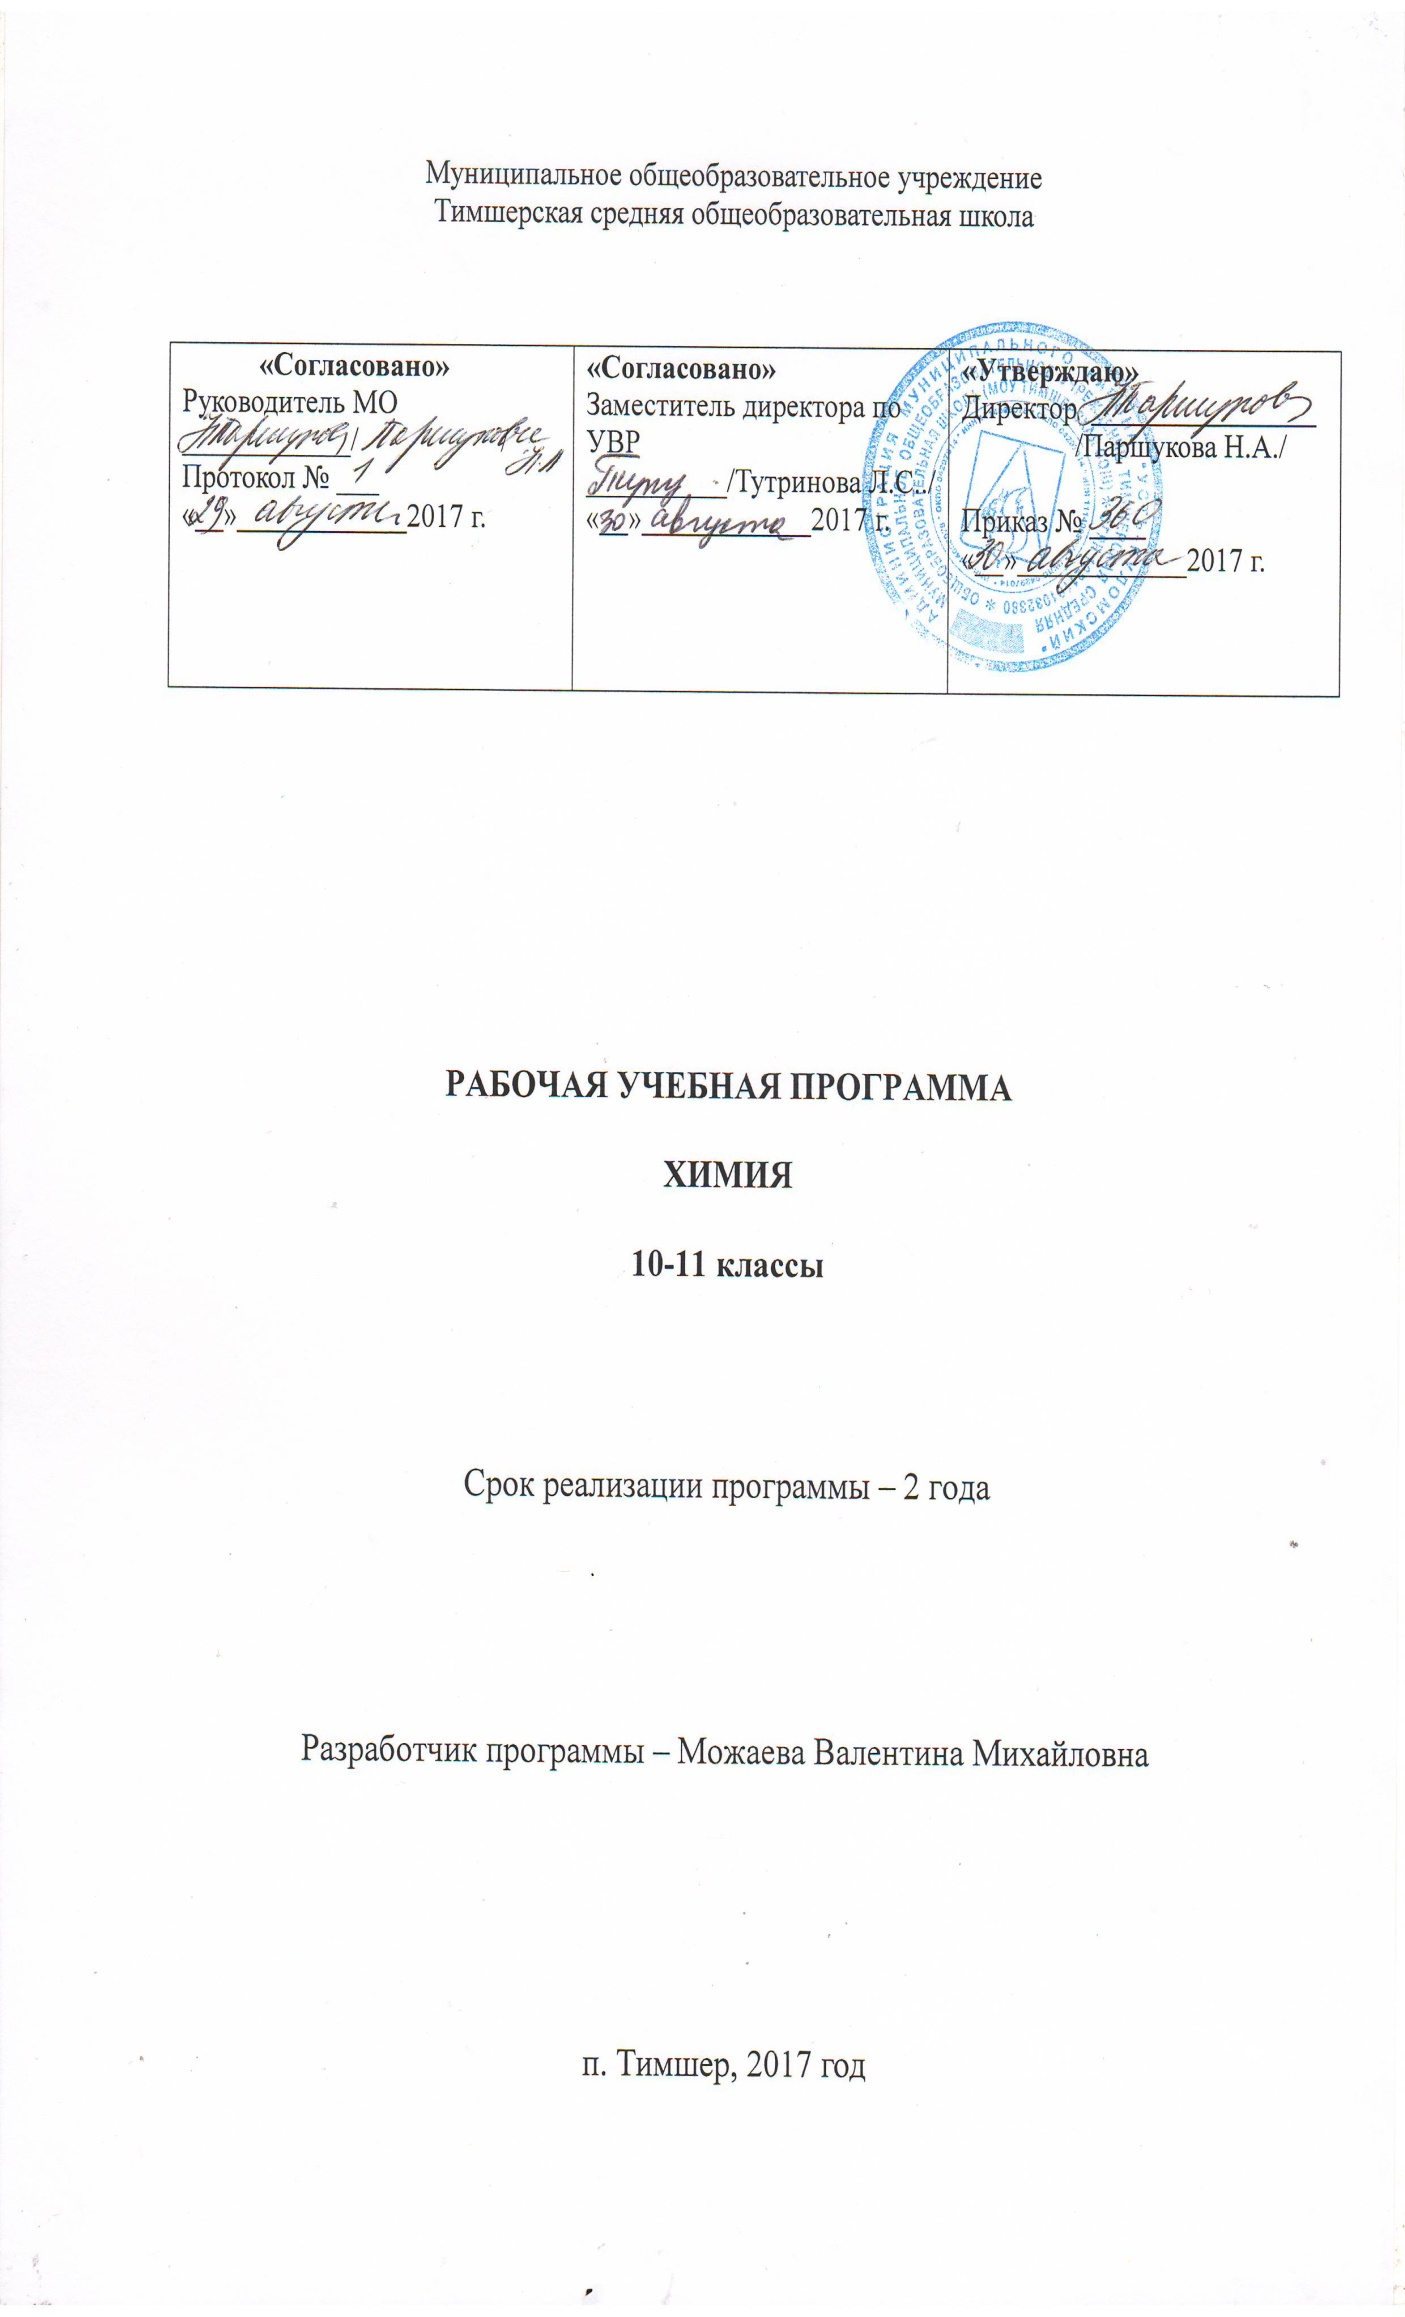 Муниципальное общеобразовательное учреждение
Тимшерская средняя общеобразовательная школа
«Согласовано»
Руководитель МО
/ Паршукова
Н.А
Протокол № 1
«29» августа 2017 г.
«Согласовано»
Заместитель директора по
УВР
/Тутринова Л.С../
«30» августа 2017 г.
«Утверждаю»
Директор
/Паршукова Н.А./
Приказ № 360
«30» августа 2017 г.
РАБОЧАЯ УЧЕБНАЯ ПРОГРАММА
ХИМИЯ
10-11 классы
Срок реализации программы – 2 года
Разработчик программы – Можаева Валентина Михайловна
п. Тимшер, 2017 год